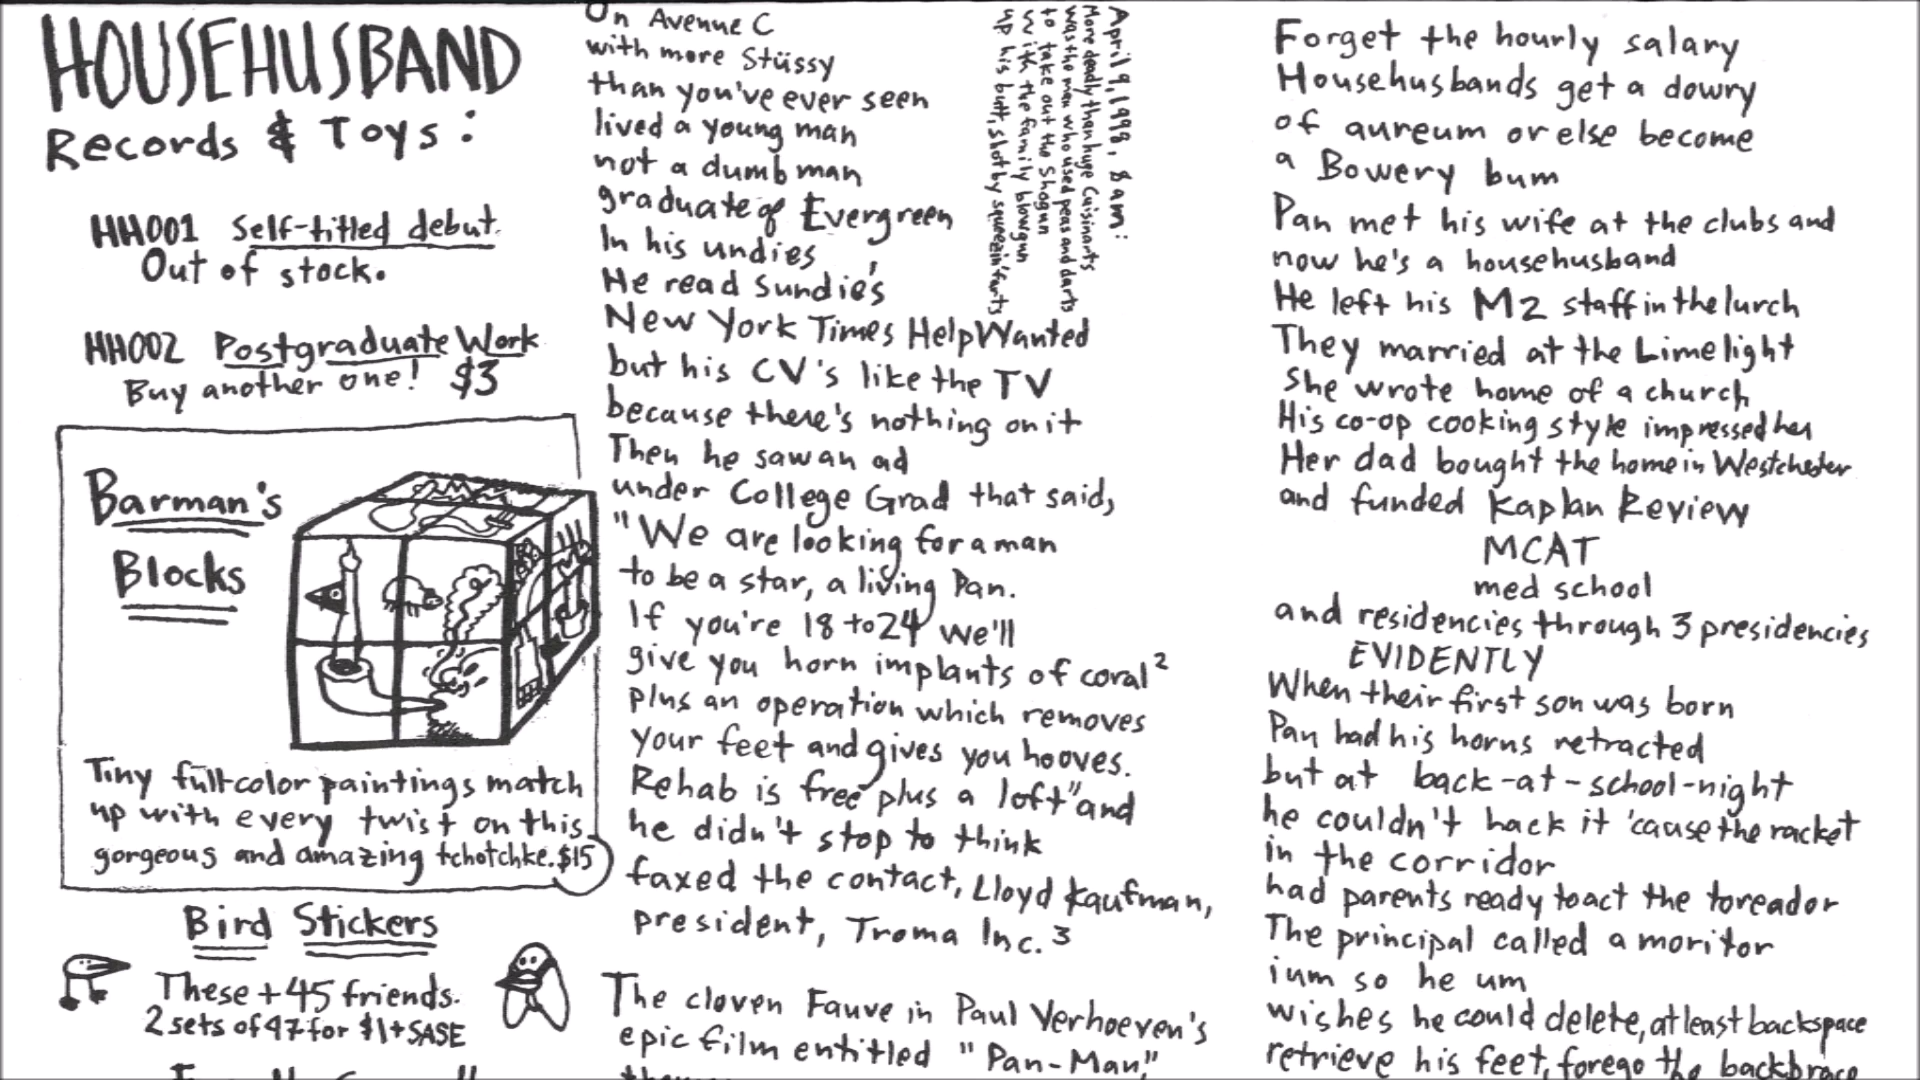 HOUSEHUSBAND
Records & Toys:
HH001 Self-titled debut.
Out of stock.
HH002 Postgraduate Work
Buy another one! $3
Barman's
Blocks
Tiny full-color paintings match
up with every twist on this
gorgeous and amazing tchotchke. $15
Bird Stickers
These + 45 friends.
2 sets of 47 for $1 + SASE
On Avenue C
with more Stüssy
than you've ever seen
lived a young man
not a dumb man
graduate of Evergreen
In his undies
He read Sundie's
New York Times Help Wanted
but his CV's like the TV
because there's nothing on it
Then he saw an ad
under College Grad that said,
"We are looking for a man
to be a star, a living Pan.
If you're 18 to 24 we'll
give you horn implants of coral²
plus an operation which removes
your feet and gives you hooves.
Rehab is free plus a loft" and
he didn't stop to think
faxed the contact, Lloyd Kaufman,
president, Troma Inc.³
The cloven Fauve in Paul Verhoeven's
epic film entitled "Pan-Man,"
April 9, 1998, 8 am:
More deadly than huge Cuisinarts
was the man who used peas and darts
to take out the Shogun
with the family blowgun
up his butt, shot by squeezin' farts
Forget the hourly salary
Househusbands get a dowry
of aureum or else become
a Bowery bum
Pan met his wife at the clubs and
now he's a househusband
He left his M2 staff in the lurch
They married at the Limelight
She wrote home of a church
His co-op cooking style impressed her
Her dad bought the home in Westchester
and funded Kaplan Review
MCAT
med school
and residencies through 3 presidencies
EVIDENTLY
When their first son was born
Pan had his horns retracted
but at back-at-school-night
he couldn't hack it 'cause the racket
in the corridor
had parents ready to act the toreador
The principal called a moritor
ium so he um
wishes he could delete, at least backspace
retrieve his feet, forego the backbrace